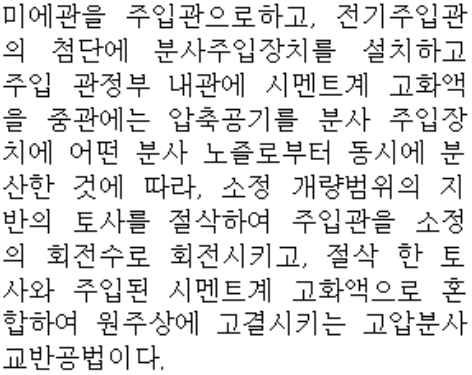 미에관을 주입관으로하고, 전기주입관
의 첨단에 분사주입장치를 설치하고
주입 관정부 내관에 시멘트계 고화액
을 중관에는 압축공기를 분사 주입장
치에 어떤 분사 노즐로부터 동시에 분
산한 것에 따라, 소정 개량범위의 지
반의 토사를 절삭하여 주입관을 소정
의 회전수로 회전시키고, 절삭 한 토
사와 주입된 시멘트계 고화액으로 혼
합하여 원주상에 고결시키는 고압분사
교반공법이다.